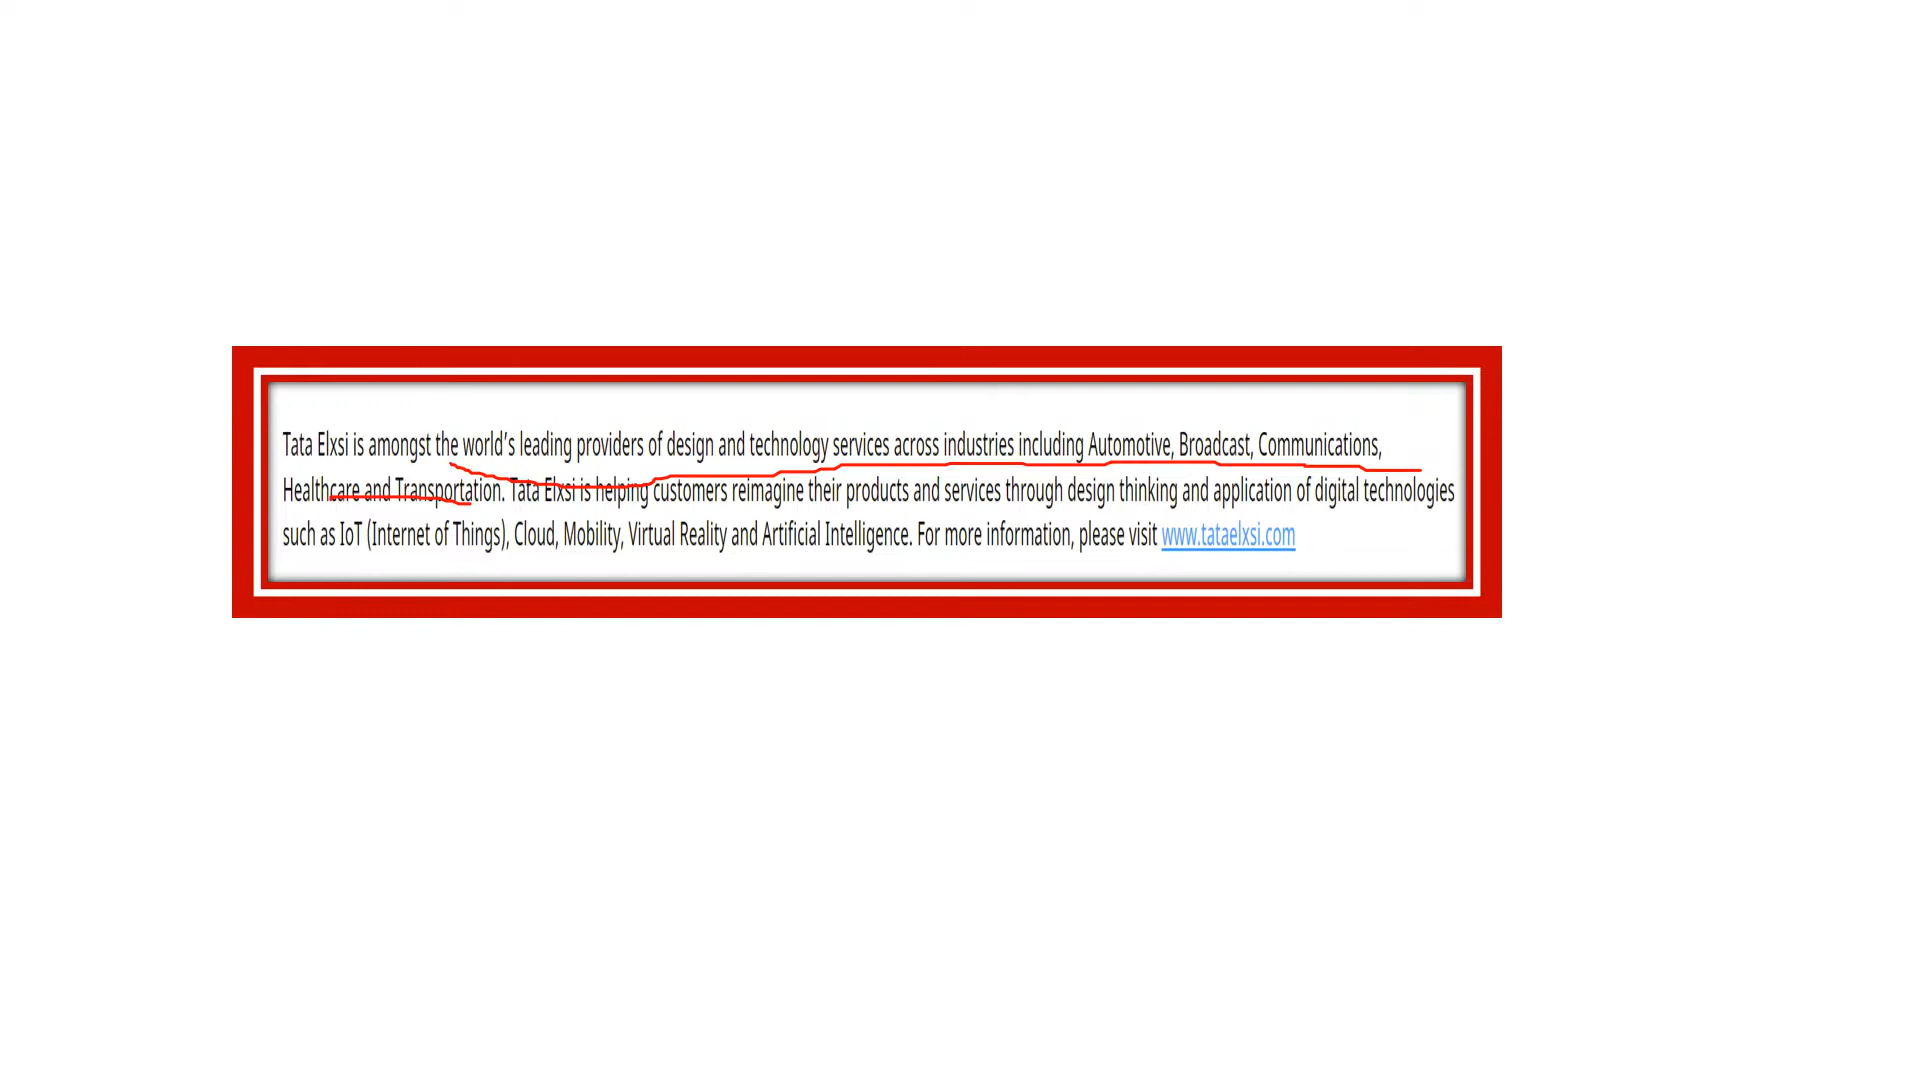 Tata Elxsi is amongst the world’s leading providers of design and technology services across industries including Automotive, Broadcast, Communications,
Healthcare and Transportation. Tata Elxsi is helping customers reimagine their products and services through design thinking and application of digital technologies
such as IoT (Internet of Things), Cloud, Mobility, Virtual Reality and Artificial Intelligence. For more information, please visit www.tataelxsi.com